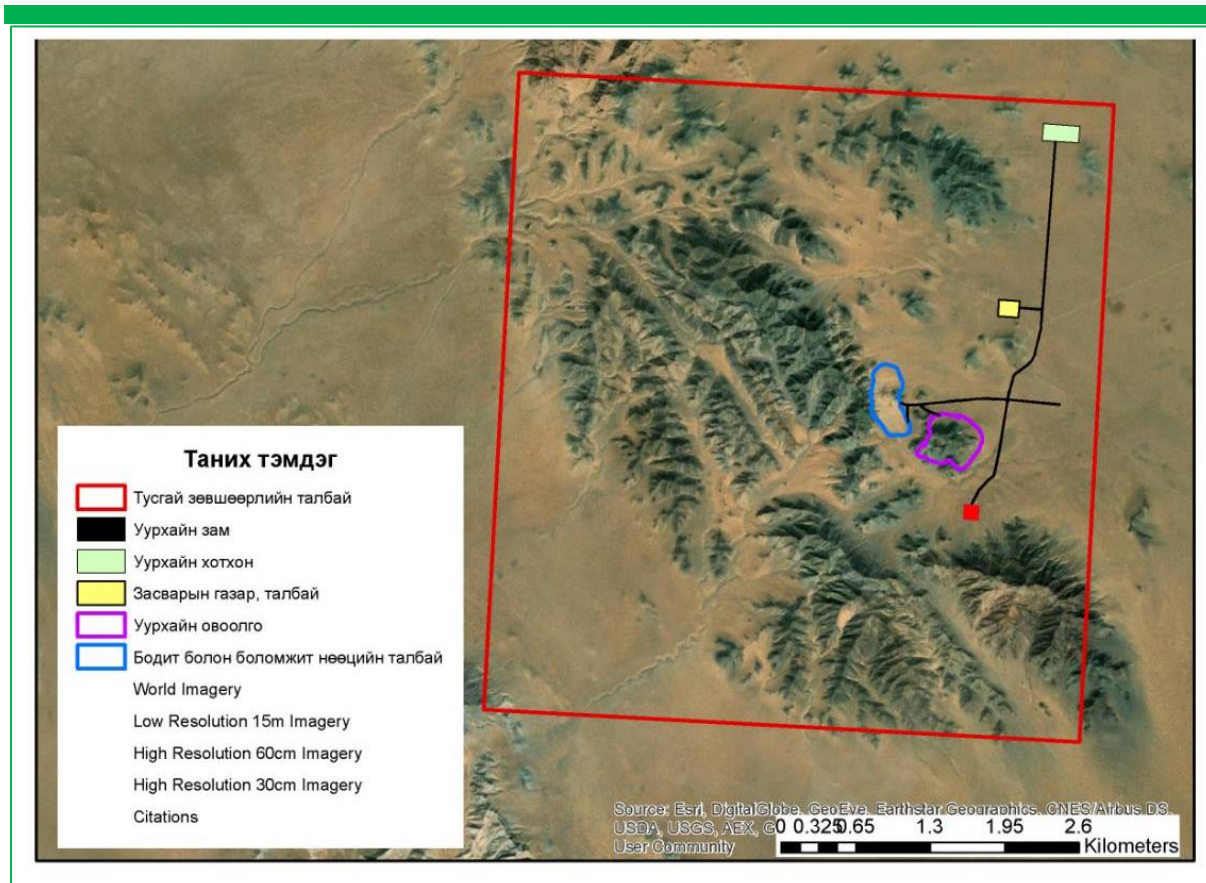 Таних тэмдэг
Тусгай зөвшөөрлийн талбай
Уурхайн зам
Уурхайн хотхон
Засварын газар, талбай
Уурхайн овоолго
Бодит болон боломжит нөөцийн талбай
World Imagery
Low Resolution 15m Imagery
High Resolution 60cm Imagery
High Resolution 30cm Imagery
Citations
Source: Esri, DigitalGlobe, GeoEye, Earthstar Geographics, CNES/Airbus DS,
USDA, USGS, AEX,
User Community
0 0.325 0.65 1.3 1.95 2.6
Kilometers